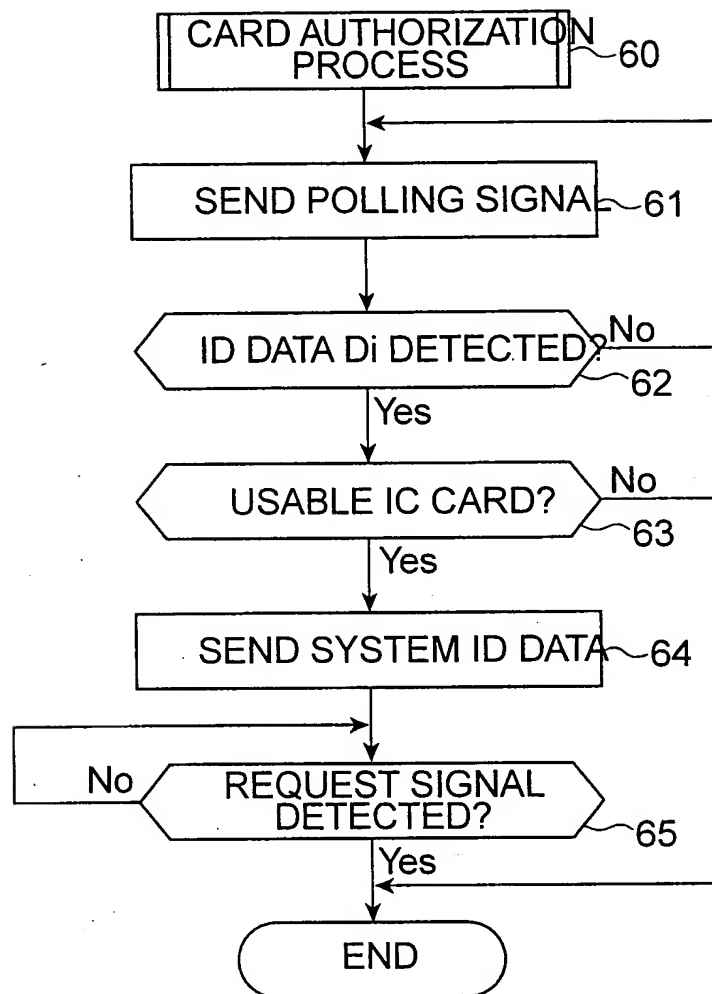 CARD AUTHORIZATION
PROCESS
60
SEND POLLING SIGNAL
61
ID DATA Di DETECTED?
No
62
Yes
USABLE IC CARD?
No
63
Yes
SEND SYSTEM ID DATA
64
No
REQUEST SIGNAL
DETECTED?
65
Yes
END